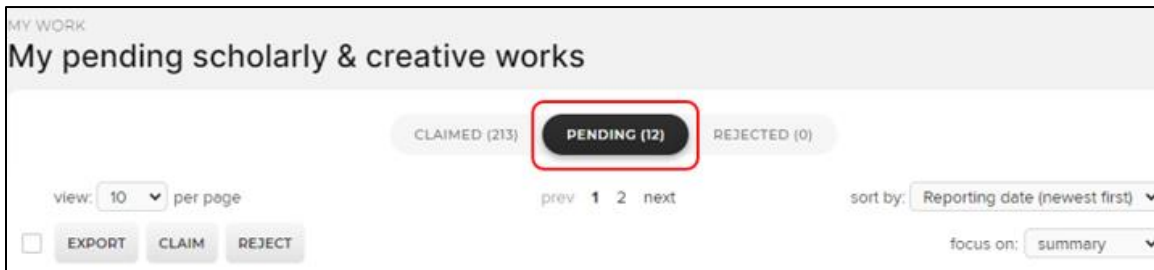 MY WORK
My pending scholarly & creative works
CLAIMED (213) PENDING (12) REJECTED (0)
view: 10 per page prev 1 2 next sort by: Reporting date (newest first)
EXPORT CLAIM REJECT focus on: summary